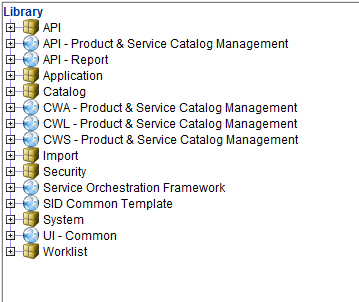 Library
API
API - Product & Service Catalog Management
API - Report
Application
Catalog
CWA - Product & Service Catalog Management
CWL - Product & Service Catalog Management
CWS - Product & Service Catalog Management
Import
Security
Service Orchestration Framework
SID Common Template
System
UI - Common
Worklist